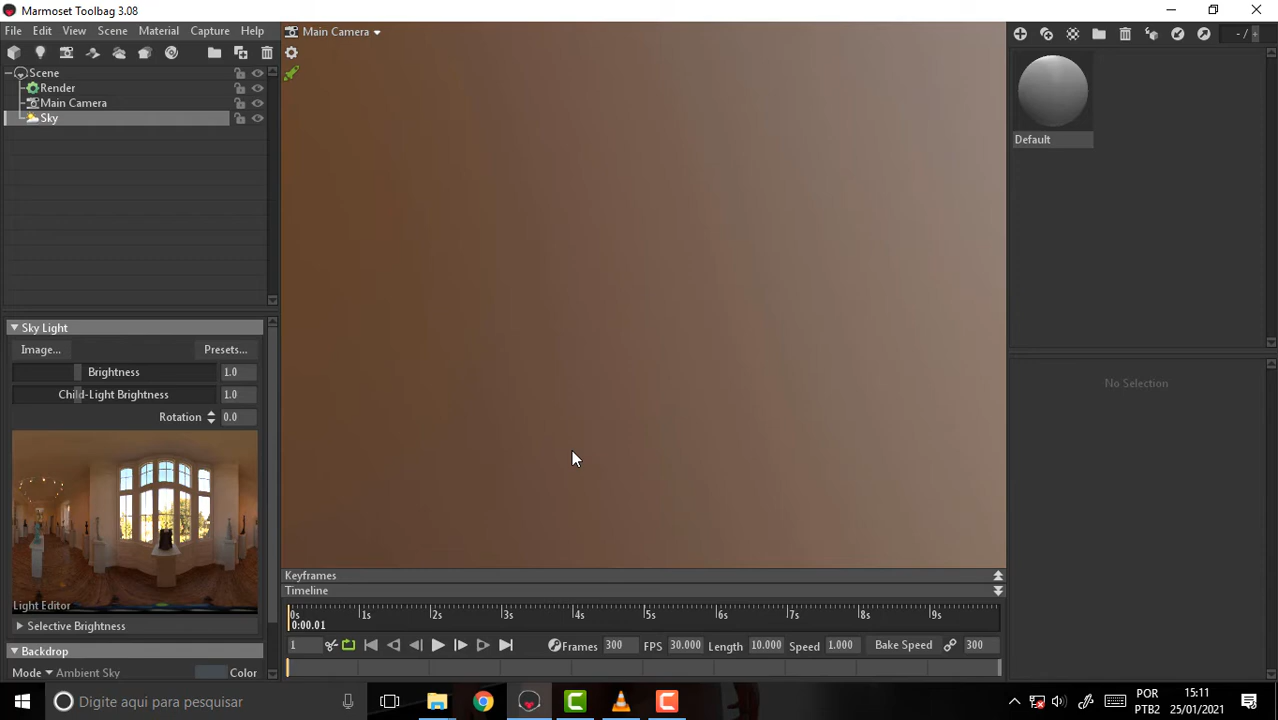 Marmoset Toolbag 3.08
File Edit View Scene Material Capture Help
Main Camera
- / +
Scene
Render
Main Camera
Sky
Default
Sky Light
Image... Presets...
Brightness 1.0
Child-Light Brightness 1.0
Rotation 0.0
No Selection
Light Editor
Selective Brightness
Backdrop
Mode Ambient Sky Color
Keyframes
Timeline
0s 1s 2s 3s 4s 5s 6s 7s 8s 9s
0:00.01
1 Frames 300 FPS 30.000 Length 10.000 Speed 1.000 Bake Speed 300
Digite aqui para pesquisar
POR
PTB2
15:11
25/01/2021